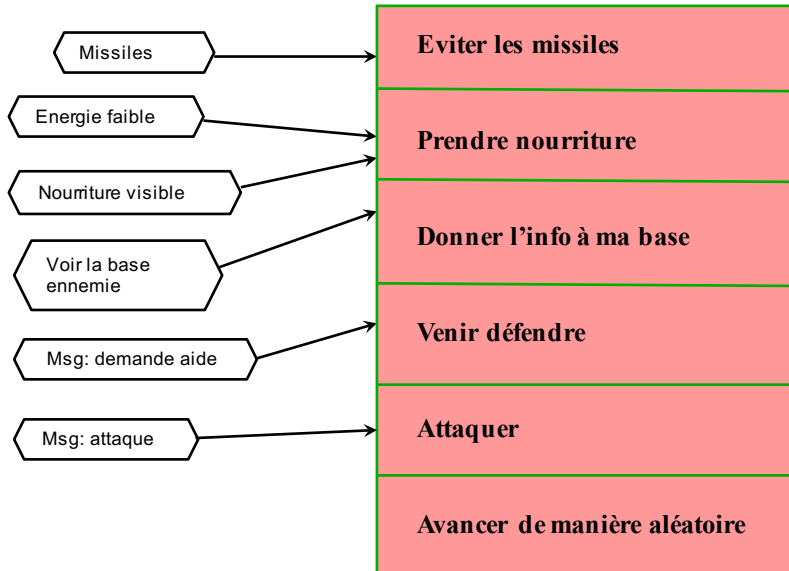 Missiles
Eviter les missiles
Energie faible
Prendre nourriture
Nourriture visible
Voir la base
ennemie
Donner l'info à ma base
Msg: demande aide
Venir défendre
Msg: attaque
Attaquer
Avancer de manière aléatoire